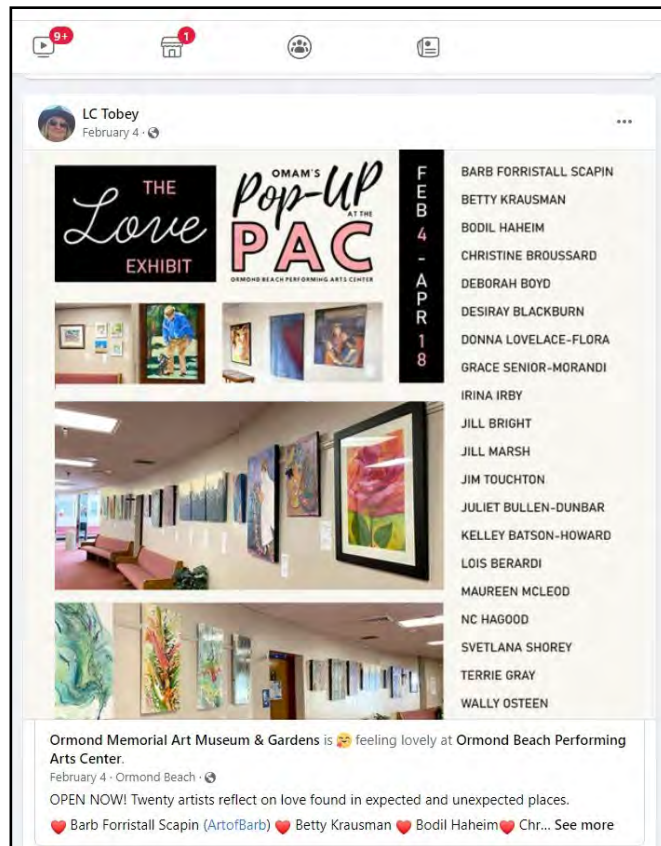 9+
1
LC Tobey
February 4
THE
Love
EXHIBIT
OMAM'S
Pop-UP
AT THE
PAC
ORMOND BEACH PERFORMING ARTS CENTER
FEB 4 - APR 18
BARB FORRISTALL SCAPIN
BETTY KRAUSMAN
BODIL HAHEIM
CHRISTINE BROUSSARD
DEBORAH BOYD
DESIRAY BLACKBURN
DONNA LOVELACE-FLORA
GRACE SENIOR-MORANDI
IRINA IRBY
JILL BRIGHT
JILL MARSH
JIM TOUCHTON
JULIET BULLEN-DUNBAR
KELLEY BATSON-HOWARD
LOIS BERARDI
MAUREEN MCLEOD
NC HAGOOD
SVETLANA SHOREY
TERRIE GRAY
WALLY OSTEEN
Ormond Memorial Art Museum & Gardens is 🥰 feeling lovely at Ormond Beach Performing
Arts Center.
February 4 · Ormond Beach ·
OPEN NOW! Twenty artists reflect on love found in expected and unexpected places.
❤️ Barb Forristall Scapin (ArtofBarb) ❤️ Betty Krausman ❤️ Bodil Haheim❤️ Chr... See more